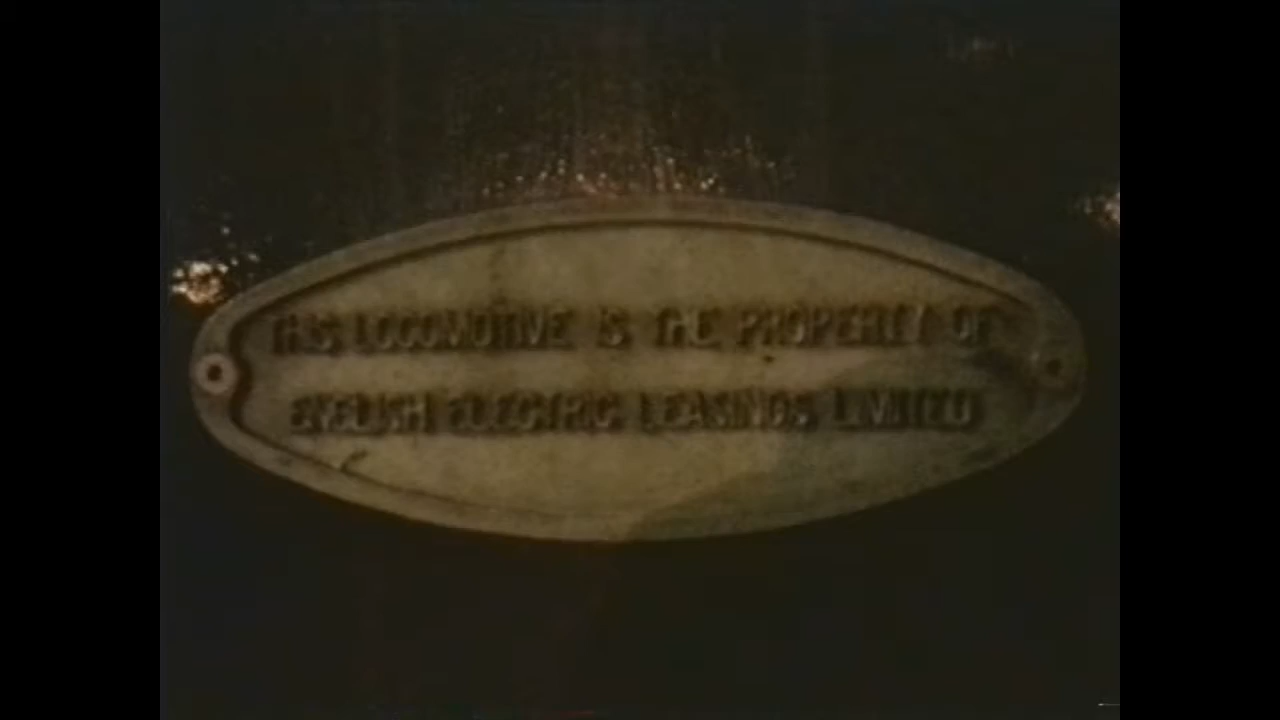 THIS LOCOMOTIVE IS THE PROPERTY OF
ENGLISH ELECTRIC LEASINGS LIMITED